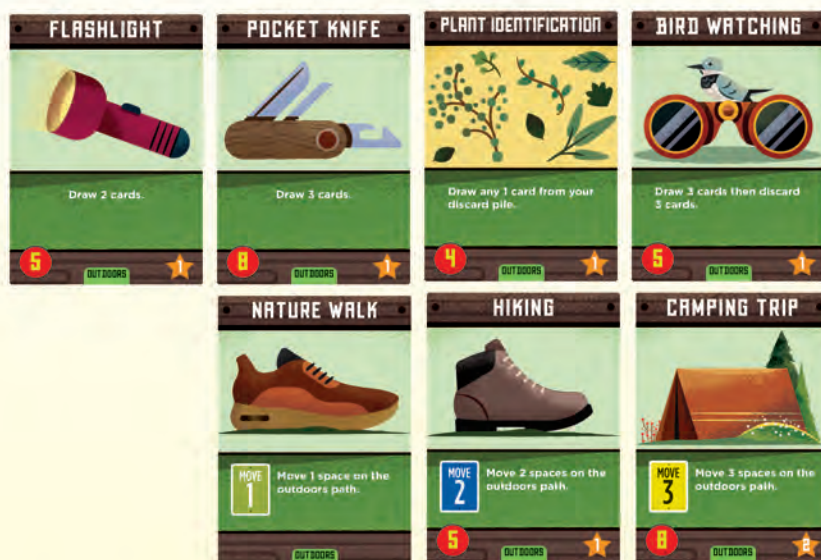 FLASHLIGHT
Draw 2 cards.
5
OUTDOORS
1
POCKET KNIFE
Draw 3 cards.
8
OUTDOORS
1
PLANT IDENTIFICATION
Draw any 1 card from your
discard pile.
4
OUTDOORS
1
BIRD WATCHING
Draw 3 cards then discard
3 cards.
5
OUTDOORS
1
NATURE WALK
MOVE
1
Move 1 space on the
outdoors path.
OUTDOORS
HIKING
MOVE
2
Move 2 spaces on the
outdoors path.
5
OUTDOORS
1
CAMPING TRIP
MOVE
3
Move 3 spaces on the
outdoors path.
8
OUTDOORS
2